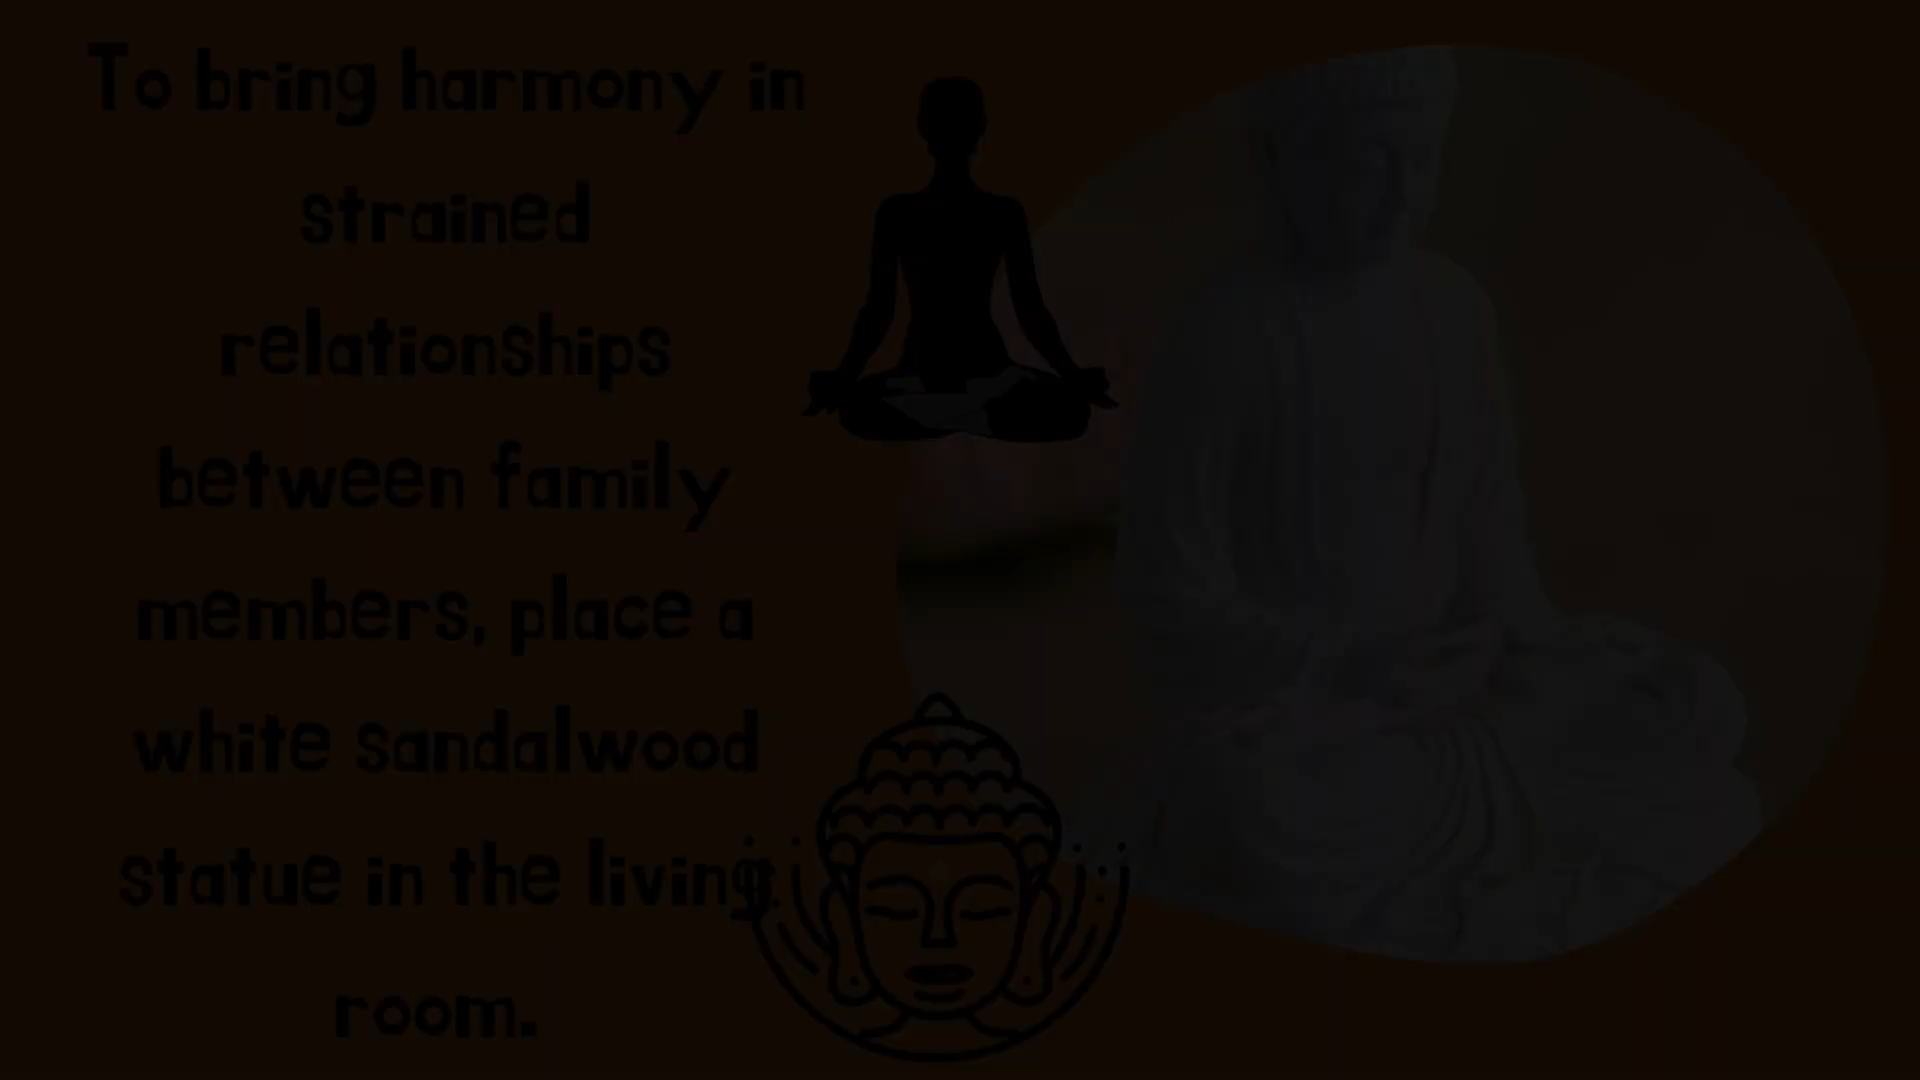 To bring harmony in
strained
relationships
between family
members, place a
white sandalwood
statue in the living
room.